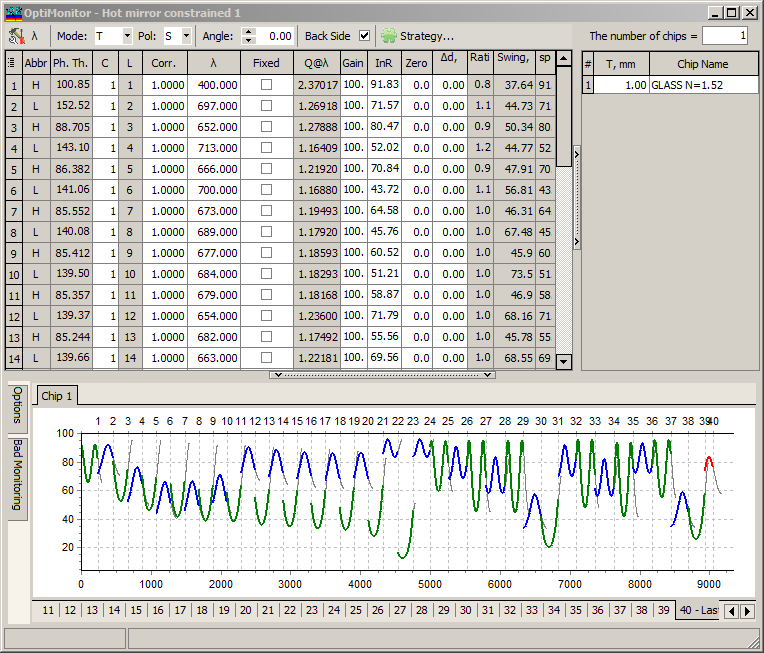 OptiMonitor - Hot mirror constrained 1
λ Mode: T Pol: S Angle: 0.00 Back Side Strategy... The number of chips = 1
Abbr Ph. Th. C L Corr. λ Fixed Q@λ Gain InR Zero Δd, Rati Swing, sp
1 H 100.85 1 1 1.0000 400.000 2.37017 100. 91.83 0.0 0.00 0.8 37.64 91
2 L 152.52 1 2 1.0000 697.000 1.26918 100. 71.57 0.0 0.00 1.1 44.73 71
3 H 88.705 1 3 1.0000 652.000 1.27888 100. 80.47 0.0 0.00 0.9 50.34 80
4 L 143.10 1 4 1.0000 713.000 1.16409 100. 52.02 0.0 0.00 1.2 44.77 52
5 H 86.382 1 5 1.0000 666.000 1.21920 100. 70.84 0.0 0.00 0.9 47.91 70
6 L 141.06 1 6 1.0000 700.000 1.16880 100. 43.72 0.0 0.00 1.1 56.81 43
7 H 85.552 1 7 1.0000 673.000 1.19493 100. 64.58 0.0 0.00 1.0 46.31 64
8 L 140.08 1 8 1.0000 689.000 1.17920 100. 45.76 0.0 0.00 1.0 67.48 45
9 H 85.412 1 9 1.0000 677.000 1.18593 100. 60.52 0.0 0.00 1.0 45.9 60
10 L 139.50 1 10 1.0000 684.000 1.18293 100. 51.21 0.0 0.00 1.0 73.5 51
11 H 85.357 1 11 1.0000 679.000 1.18168 100. 58.87 0.0 0.00 1.0 46.9 58
12 L 139.37 1 12 1.0000 654.000 1.23600 100. 71.79 0.0 0.00 1.0 68.16 71
13 H 85.244 1 13 1.0000 682.000 1.17492 100. 55.56 0.0 0.00 1.0 45.78 55
14 L 139.66 1 14 1.0000 663.000 1.22181 100. 69.56 0.0 0.00 1.0 68.55 69
# T, mm Chip Name
1 1.00 GLASS N=1.52
Options
Bad Monitoring
Chip 1
1 2 3 4 5 6 7 8 9 10 11 12 13 14 15 16 17 18 19 20 21 22 23 24 25 26 27 28 29 30 31 32 33 34 35 36 37 38 39 40
100
80
60
40
20
0 1000 2000 3000 4000 5000 6000 7000 8000 9000
11 12 13 14 15 16 17 18 19 20 21 22 23 24 25 26 27 28 29 30 31 32 33 34 35 36 37 38 39 40 - Las